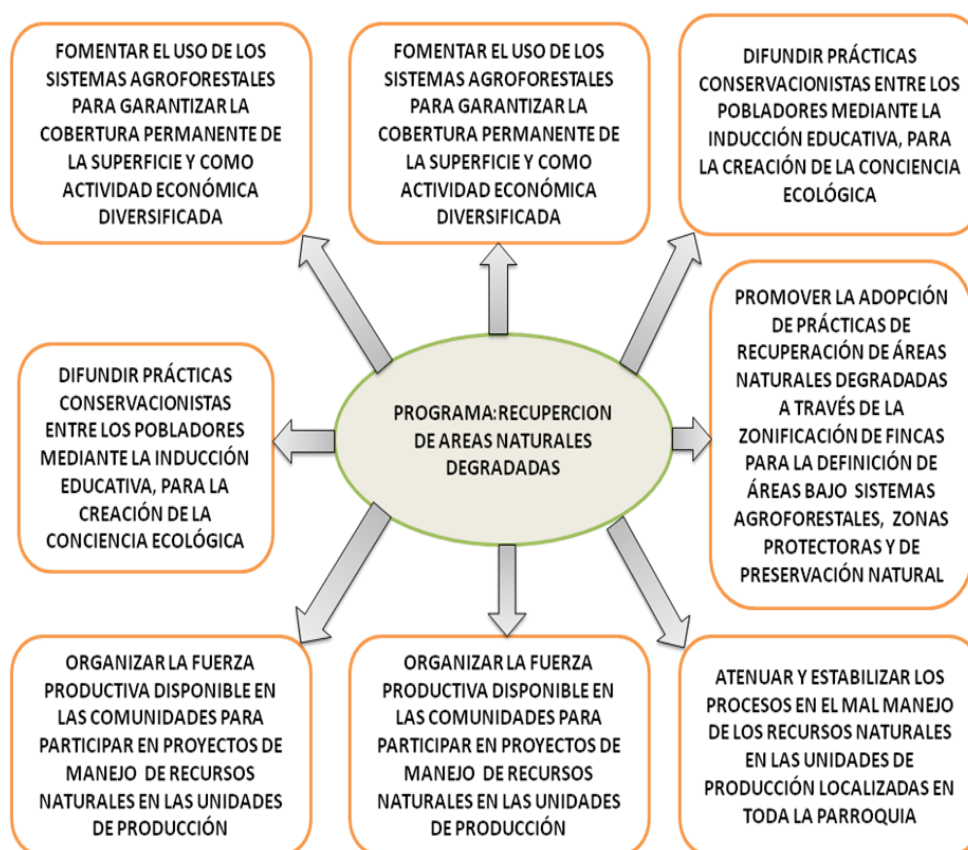 FOMENTAR EL USO DE LOS
SISTEMAS AGROFORESTALES
PARA GARANTIZAR LA
COBERTURA PERMANENTE DE
LA SUPERFICIE Y COMO
ACTIVIDAD ECONÓMICA
DIVERSIFICADA
FOMENTAR EL USO DE LOS
SISTEMAS AGROFORESTALES
PARA GARANTIZAR LA
COBERTURA PERMANENTE DE
LA SUPERFICIE Y COMO
ACTIVIDAD ECONÓMICA
DIVERSIFICADA
DIFUNDIR PRÁCTICAS
CONSERVACIONISTAS ENTRE LOS
POBLADORES MEDIANTE LA
INDUCCIÓN EDUCATIVA, PARA
LA CREACIÓN DE LA CONCIENCIA
ECOLÓGICA
DIFUNDIR PRÁCTICAS
CONSERVACIONISTAS
ENTRE LOS POBLADORES
MEDIANTE LA INDUCCIÓN
EDUCATIVA, PARA LA
CREACIÓN DE LA
CONCIENCIA ECOLÓGICA
PROGRAMA:RECUPERCION
DE AREAS NATURALES
DEGRADADAS
PROMOVER LA ADOPCIÓN
DE PRÁCTICAS DE
RECUPERACIÓN DE ÁREAS
NATURALES DEGRADADAS
A TRAVÉS DE LA
ZONIFICACIÓN DE FINCAS
PARA LA DEFINICIÓN DE
ÁREAS BAJO SISTEMAS
AGROFORESTALES, ZONAS
PROTECTORAS Y DE
PRESERVACIÓN NATURAL
ORGANIZAR LA FUERZA
PRODUCTIVA DISPONIBLE EN
LAS COMUNIDADES PARA
PARTICIPAR EN PROYECTOS DE
MANEJO DE RECURSOS
NATURALES EN LAS UNIDADES
DE PRODUCCIÓN
ORGANIZAR LA FUERZA
PRODUCTIVA DISPONIBLE EN
LAS COMUNIDADES PARA
PARTICIPAR EN PROYECTOS DE
MANEJO DE RECURSOS
NATURALES EN LAS UNIDADES
DE PRODUCCIÓN
ATENUAR Y ESTABILIZAR LOS
PROCESOS EN EL MAL MANEJO
DE LOS RECURSOS NATURALES
EN LAS UNIDADES DE
PRODUCCIÓN LOCALIZADAS EN
TODA LA PARROQUIA